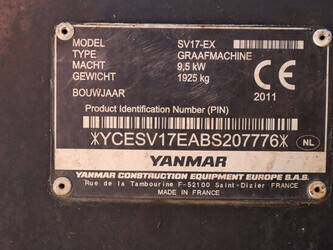 MODEL SV17-EX
TYPE GRAAFMACHINE
MACHT 9,5 kW
GEWICHT 1925 kg
BOUWJAAR 2011
CE
Product Identification Number (PIN)
*YCESV17EABS207776*
NL
YANMAR
YANMAR CONSTRUCTION EQUIPMENT EUROPE S.A.S.
Rue de la Tambourine F-52100 Saint-Dizier FRANCE
MADE IN FRANCE